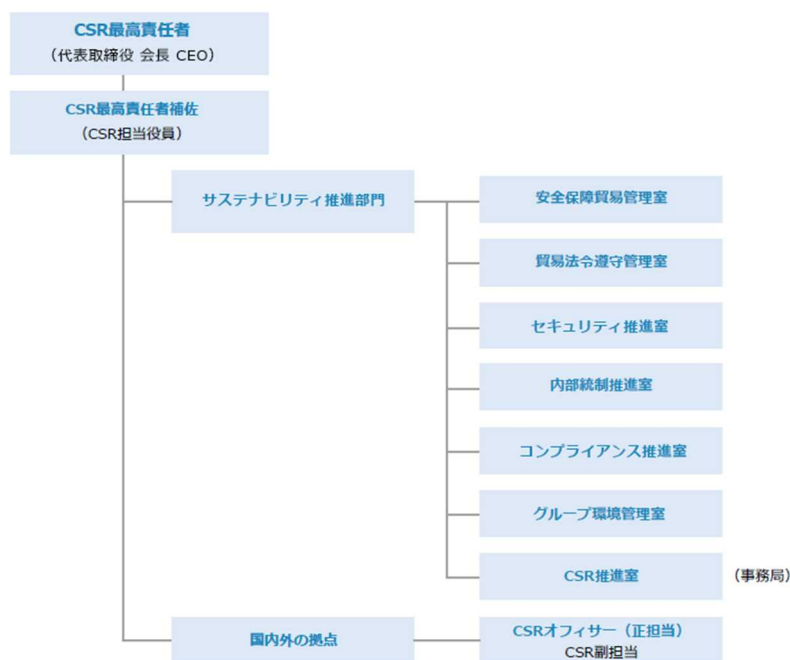 CSR最高責任者
（代表取締役 会長 CEO）
CSR最高責任者補佐
（CSR担当役員）
サステナビリティ推進部門
安全保障貿易管理室
貿易法令遵守管理室
セキュリティ推進室
内部統制推進室
コンプライアンス推進室
グループ環境管理室
CSR推進室
（事務局）
国内外の拠点
CSRオフィサー（正担当）
CSR副担当